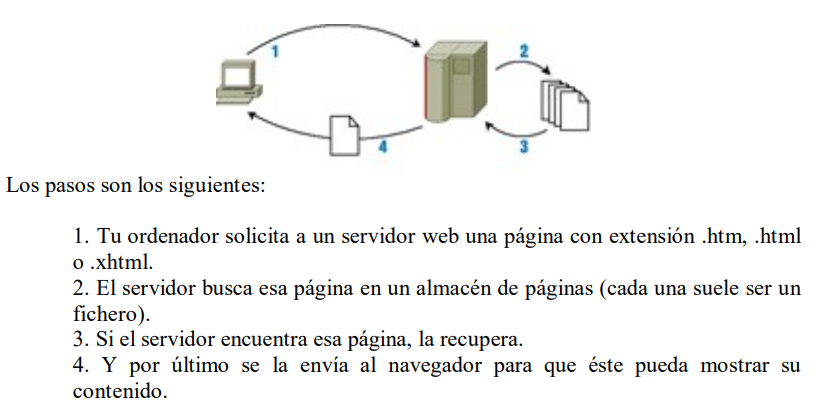 1
2
3
4
Los pasos son los siguientes:
1. Tu ordenador solicita a un servidor web una página con extensión .htm, .html
o .xhtml.
2. El servidor busca esa página en un almacén de páginas (cada una suele ser un
fichero).
3. Si el servidor encuentra esa página, la recupera.
4. Y por último se la envía al navegador para que éste pueda mostrar su
contenido.